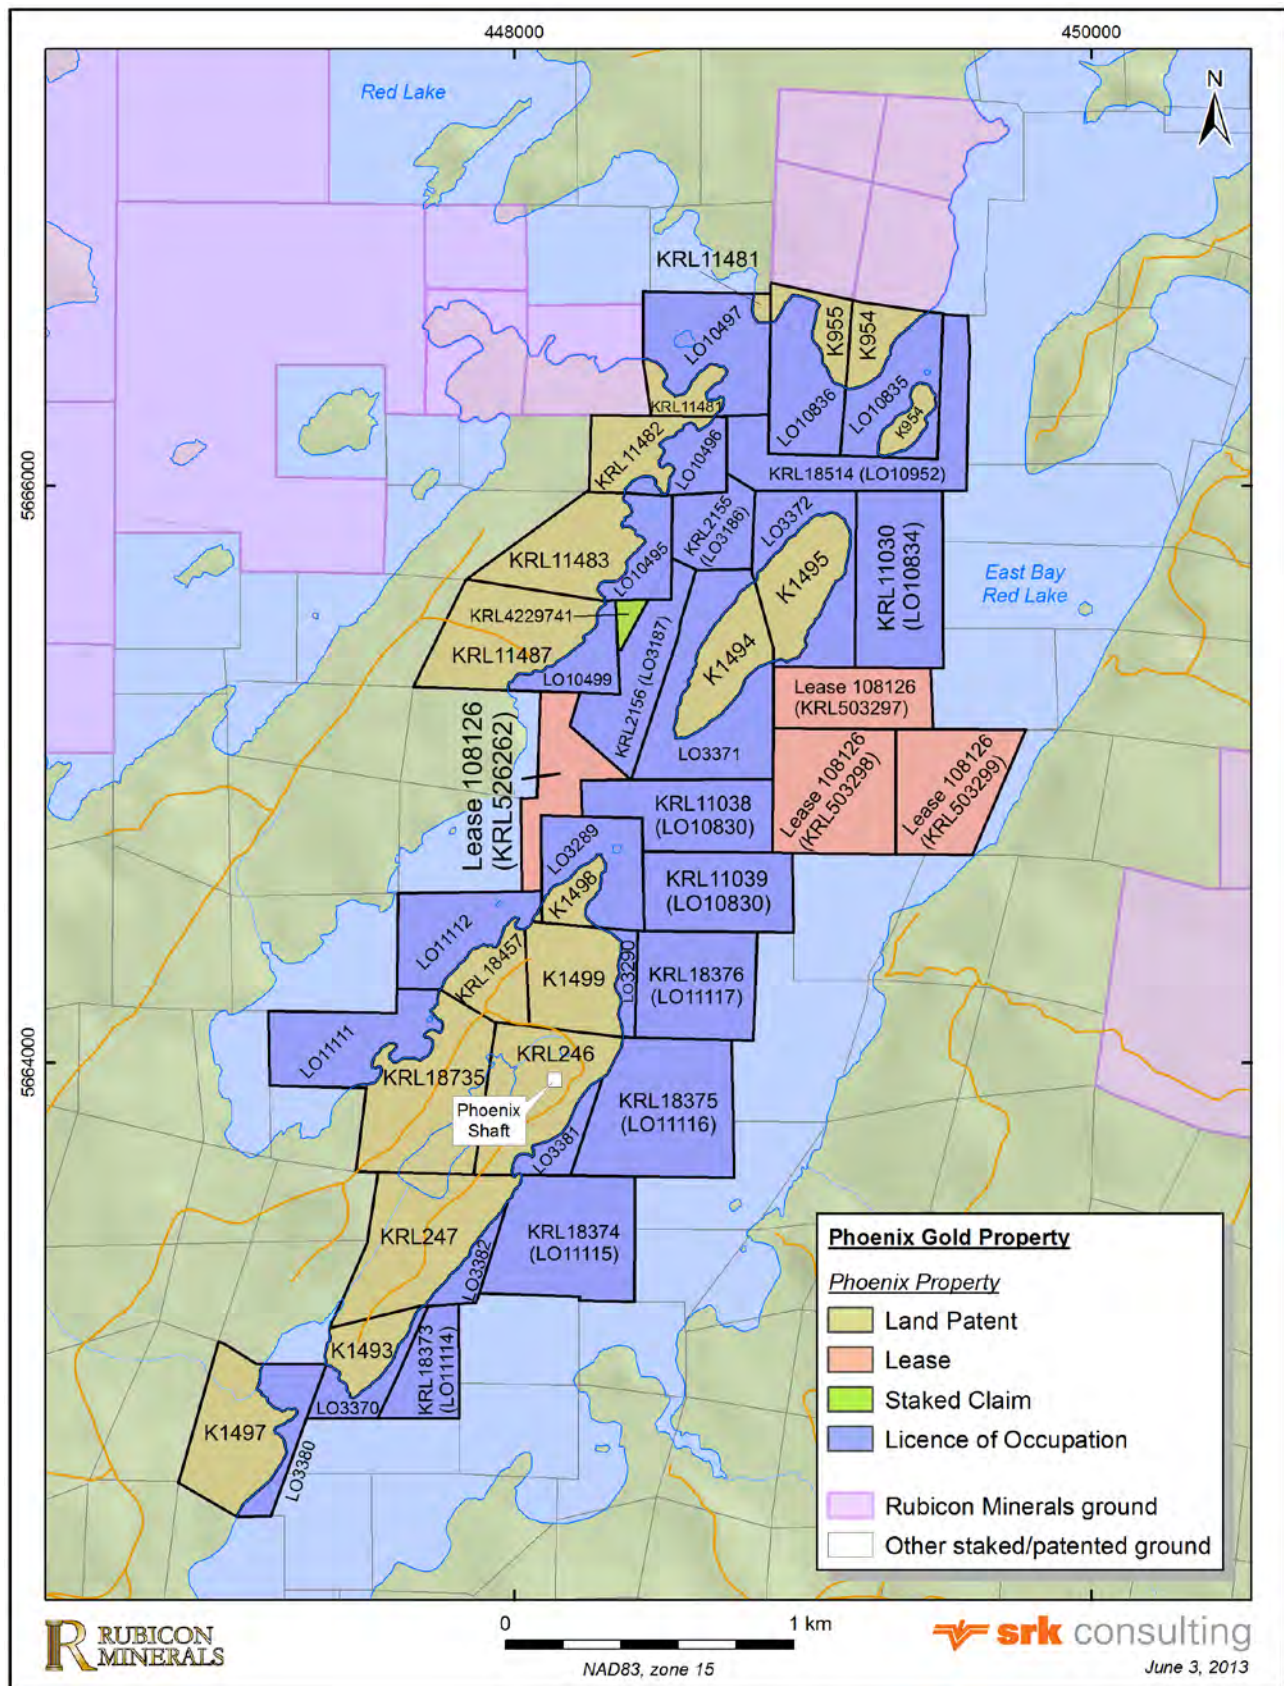 448000
450000
Red Lake
N
KRL11481
LO10497
K955
K954
LO10836
LO10835
K954
KRL11481
KRL11482
LO10496
KRL18514 (LO10952)
5666000
KRL2155
(LO3186)
LO3372
KRL11483
LO10495
K1495
KRL11030
(LO10834)
East Bay
Red Lake
KRL4229741
KRL11487
LO10499
KRL2156 (LO3187)
K1494
Lease 108126
(KRL503297)
LO3371
Lease 108126
(KRL526262)
Lease 108126
(KRL503298)
Lease 108126
(KRL503299)
KRL11038
(LO10830)
LO3289
K1498
KRL11039
(LO10830)
LO11112
KRL18457
K1499
LO3290
KRL18376
(LO11117)
LO11111
5664000
KRL246
KRL18735
Phoenix
Shaft
KRL18375
(LO11116)
LO3381
KRL247
LO3382
KRL18374
(LO11115)
K1493
KRL18373
(LO11114)
LO3370
K1497
LO3380
Phoenix Gold Property
Phoenix Property
Land Patent
Lease
Staked Claim
Licence of Occupation
Rubicon Minerals ground
Other staked/patented ground
RUBICON
MINERALS
0 1 km
NAD83, zone 15
srk consulting
June 3, 2013